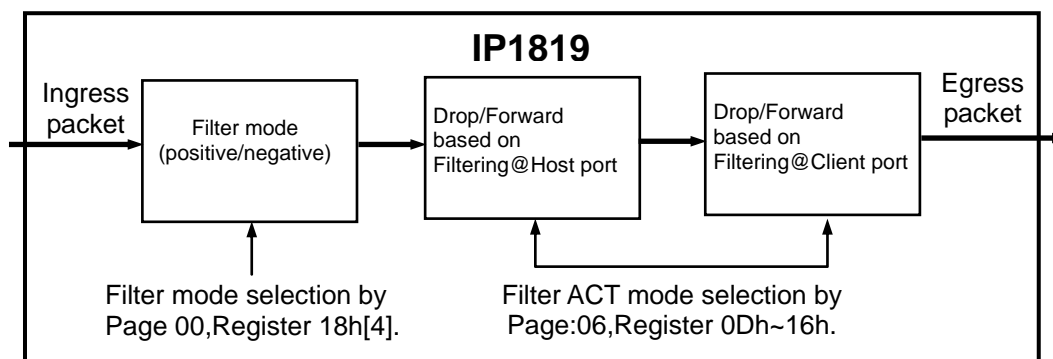 IP1819
Ingress
packet
Filter mode
(positive/negative)
Drop/Forward
based on
Filtering@Host port
Drop/Forward
based on
Filtering@Client port
Egress
packet
Filter mode selection by
Page 00,Register 18h[4].
Filter ACT mode selection by
Page:06,Register 0Dh~16h.